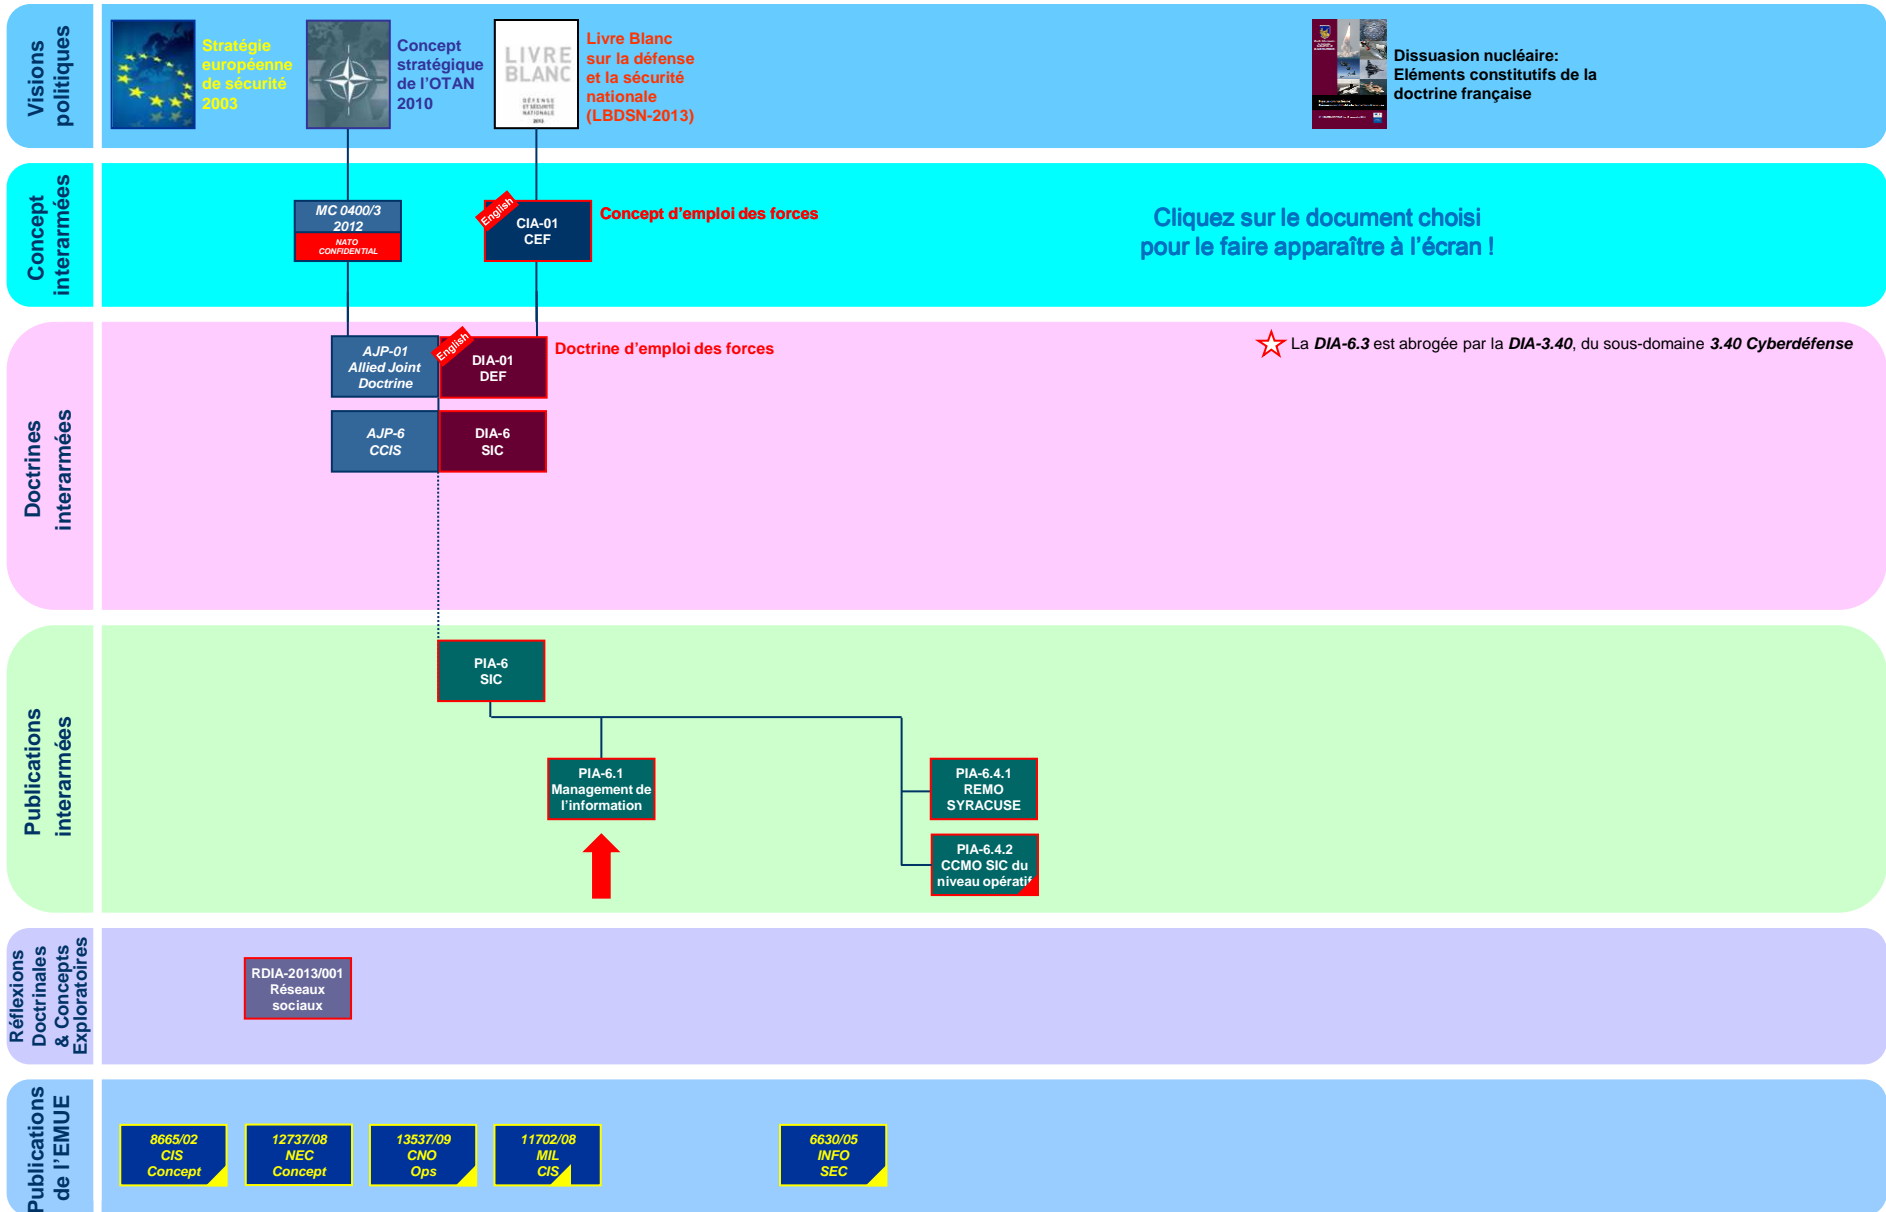 Visions
politiques
Stratégie
européenne
de sécurité
2003
Concept
stratégique
de l'OTAN
2010
LIVRE
BLANC
DÉFENSE
ET SÉCURITÉ
NATIONALE
Livre Blanc
sur la défense
et la sécurité
nationale
(LBDSN-2013)
Dissuasion nucléaire:
Eléments constitutifs de la
doctrine française
Concept
interarmées
MC 0400/3
2012
NATO
CONFIDENTIAL
English
CIA-01
CEF
Concept d'emploi des forces
Cliquez sur le document choisi
pour le faire apparaître à l'écran !
Doctrines
interarmées
AJP-01
Allied Joint
Doctrine
English
DIA-01
DEF
Doctrine d'emploi des forces
La DIA-6.3 est abrogée par la DIA-3.40, du sous-domaine 3.40 Cyberdéfense
AJP-6
CCIS
DIA-6
SIC
Publications
interarmées
PIA-6
SIC
PIA-6.1
Management de
l'information
PIA-6.4.1
REMO
SYRACUSE
PIA-6.4.2
CCMO SIC du
niveau opératif
Réflexions
Doctrinales
& Concepts
Exploratoires
RDIA-2013/001
Réseaux
sociaux
Publications
de l'EMUE
8665/02
CIS
Concept
12737/08
NEC
Concept
13537/09
CNO
Ops
11702/08
MIL
CIS
6630/05
INFO
SEC